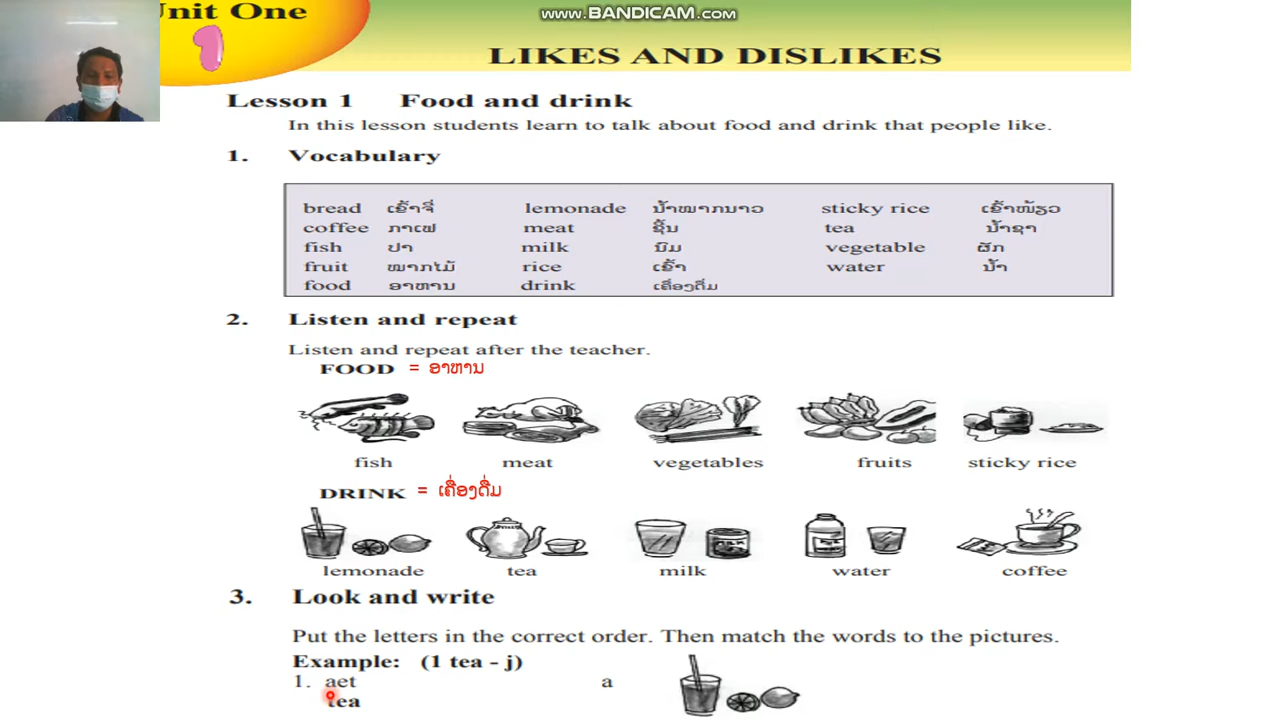 www.BANDICAM.com
Unit One
1
LIKES AND DISLIKES
Lesson 1 Food and drink
In this lesson students learn to talk about food and drink that people like.
1. Vocabulary
bread ເຂົ້າຈີ່ lemonade ນ້ຳໝາກນາວ sticky rice ເຂົ້າໜຽວ
coffee ກາເຟ meat ຊີ້ນ tea ນ້ຳຊາ
fish ປາ milk ນົມ vegetable ຜັກ
fruit ໝາກໄມ້ rice ເຂົ້າ water ນ້ຳ
food ອາຫານ drink ເຄື່ອງດື່ມ
2. Listen and repeat
Listen and repeat after the teacher.
FOOD = ອາຫານ
fish meat vegetables fruits sticky rice
DRINK = ເຄື່ອງດື່ມ
lemonade tea milk water coffee
3. Look and write
Put the letters in the correct order. Then match the words to the pictures.
Example: (1 tea - j)
1. aet a
tea